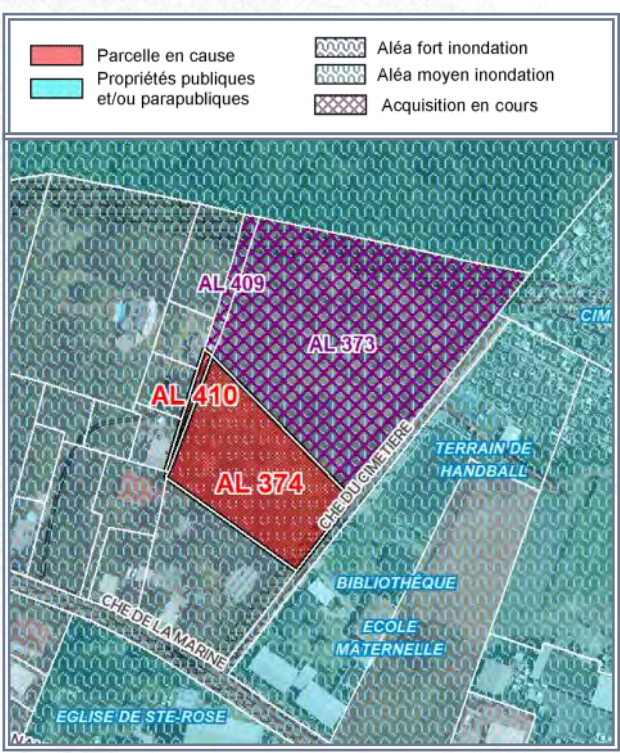 Parcelle en cause
Propriétés publiques
et/ou parapubliques
Aléa fort inondation
Aléa moyen inondation
Acquisition en cours
AL 409
CIM
AL 373
AL 410
TERRAIN DE
HANDBALL
CHE DU CIMETIERE
AL 374
BIBLIOTHÈQUE
ECOLE
MATERNELLE
CHE DE LA MARINE
EGLISE DE STE-ROSE